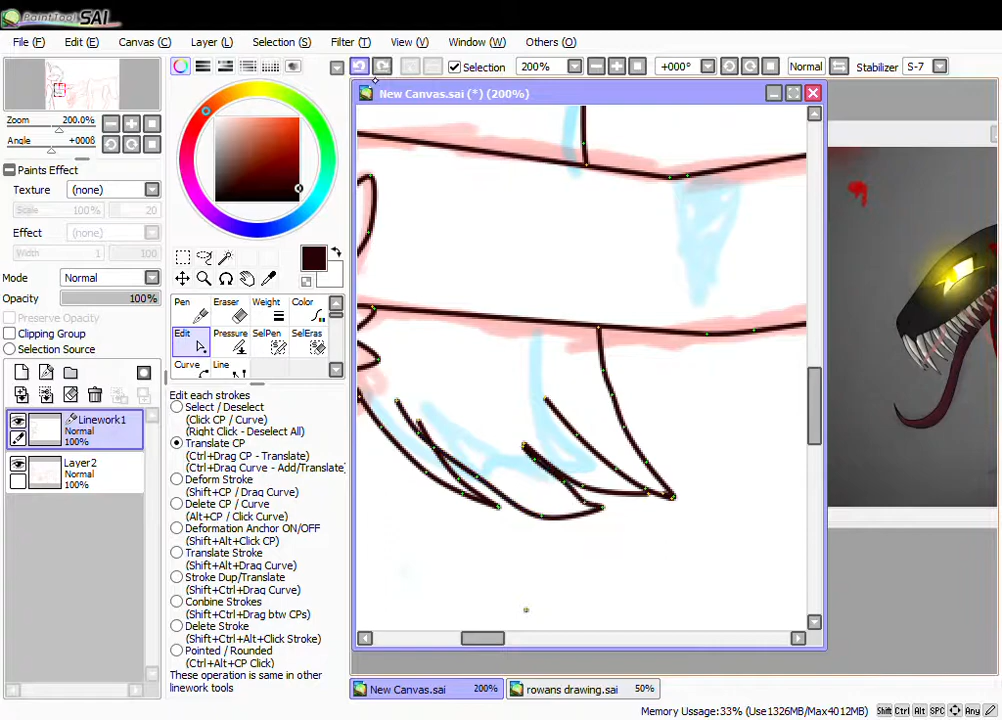 PaintTool SAI
File (F) Edit (E) Canvas (C) Layer (L) Selection (S) Filter (T) View (V) Window (W) Others (O)
Selection 200% +000° Normal Stabilizer S-7
New Canvas.sai (*) (200%)
Zoom 200.0%
Angle +000θ
Paints Effect
Texture (none)
Scale 100% 20
Effect (none)
Width 1 100
Mode Normal
Opacity 100%
Preserve Opacity
Clipping Group
Selection Source
Linework1
Normal
100%
Layer2
Normal
100%
Pen Eraser Weight Color
Edit Pressure SelPen SelEras
Curve Line
Edit each strokes
Select / Deselect
(Click CP / Curve)
(Right Click - Deselect All)
Translate CP
(Ctrl+Drag CP - Translate)
(Ctrl+Drag Curve - Add/Translate)
Deform Stroke
(Shift+CP / Drag Curve)
Delete CP / Curve
(Alt+CP / Click Curve)
Deformation Anchor ON/OFF
(Shift+Alt+Click CP)
Translate Stroke
(Shift+Alt+Drag Curve)
Stroke Dup/Translate
(Shift+Ctrl+Drag Curve)
Conbine Strokes
(Shift+Ctrl+Drag btw CPs)
Delete Stroke
(Shift+Ctrl+Alt+Click Stroke)
Pointed / Rounded
(Ctrl+Alt+CP Click)
These operation is same in other
linework tools
New Canvas.sai 200% rowans drawing.sai 50%
Memory Ussage:33% (Use1326MB/Max4012MB) Shift Ctrl Alt SPC Any